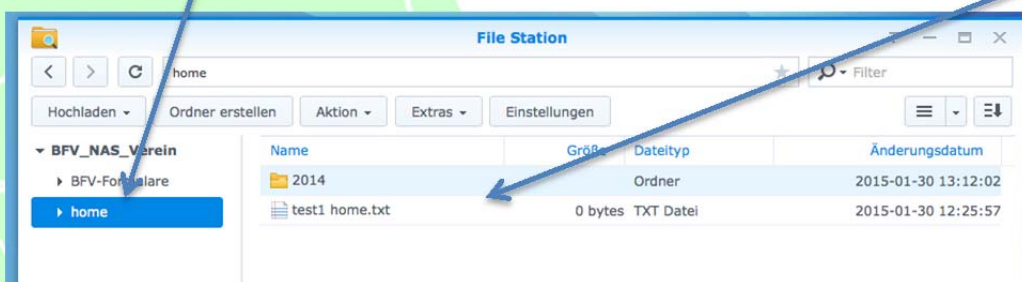 File Station
home
Filter
Hochladen Ordner erstellen Aktion Extras Einstellungen
BFV_NAS_Verein Name Größe Dateityp Änderungsdatum
BFV-Formulare 2014 Ordner 2015-01-30 13:12:02
home test1 home.txt 0 bytes TXT Datei 2015-01-30 12:25:57